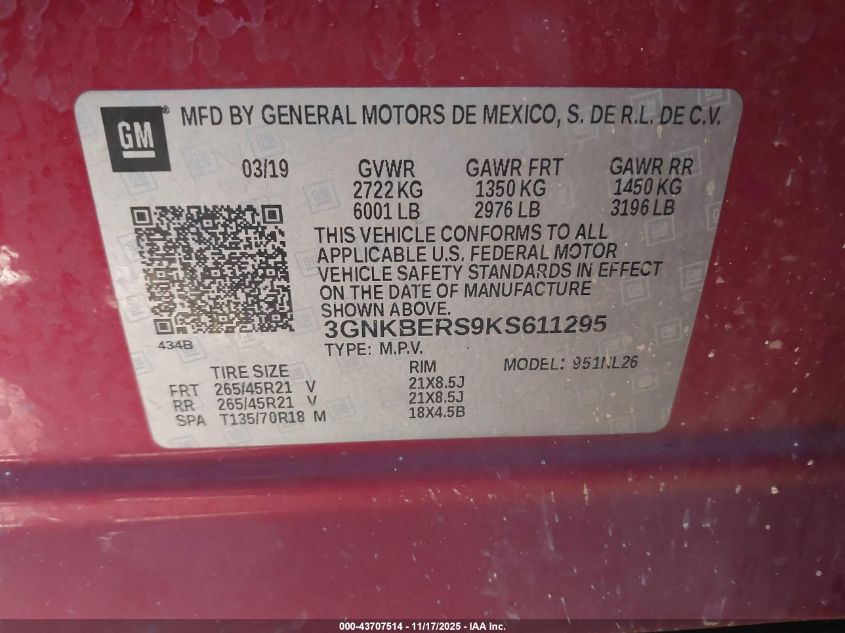 GM ® MFD BY GENERAL MOTORS DE MEXICO, S. DE R.L. DE C.V.
03/19 GVWR GAWR FRT GAWR RR
2722 KG 1350 KG 1450 KG
6001 LB 2976 LB 3196 LB
THIS VEHICLE CONFORMS TO ALL
APPLICABLE U.S. FEDERAL MOTOR
VEHICLE SAFETY STANDARDS IN EFFECT
ON THE DATE OF MANUFACTURE
SHOWN ABOVE.
3GNKBERS9KS611295
434B
TYPE: M.P.V. MODEL: 951NL26
TIRE SIZE RIM
FRT 265/45R21 V 21X8.5J
RR 265/45R21 V 21X8.5J
SPA T135/70R18 M 18X4.5B
000-43707514 - 11/17/2025 - IAA Inc.